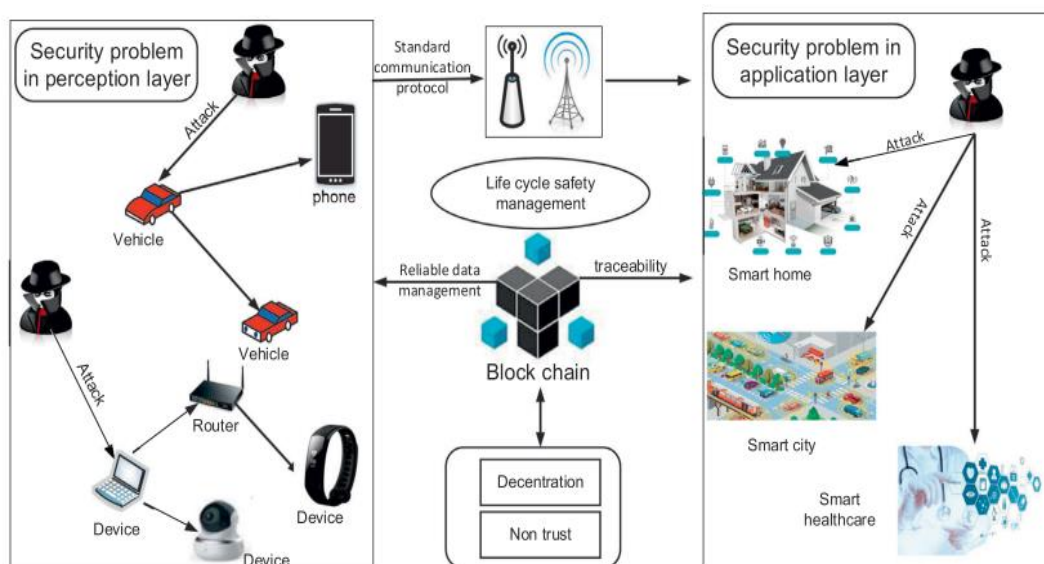 Security problem
in perception layer
Attack
phone
Vehicle
Vehicle
Attack
Router
Device
Device
Device
Standard
communication
protocol
Life cycle safety
management
Reliable data
management
traceability
Block chain
Decentration
Non trust
Security problem in
application layer
Attack
Attack
Attack
Smart home
Smart city
Smart
healthcare